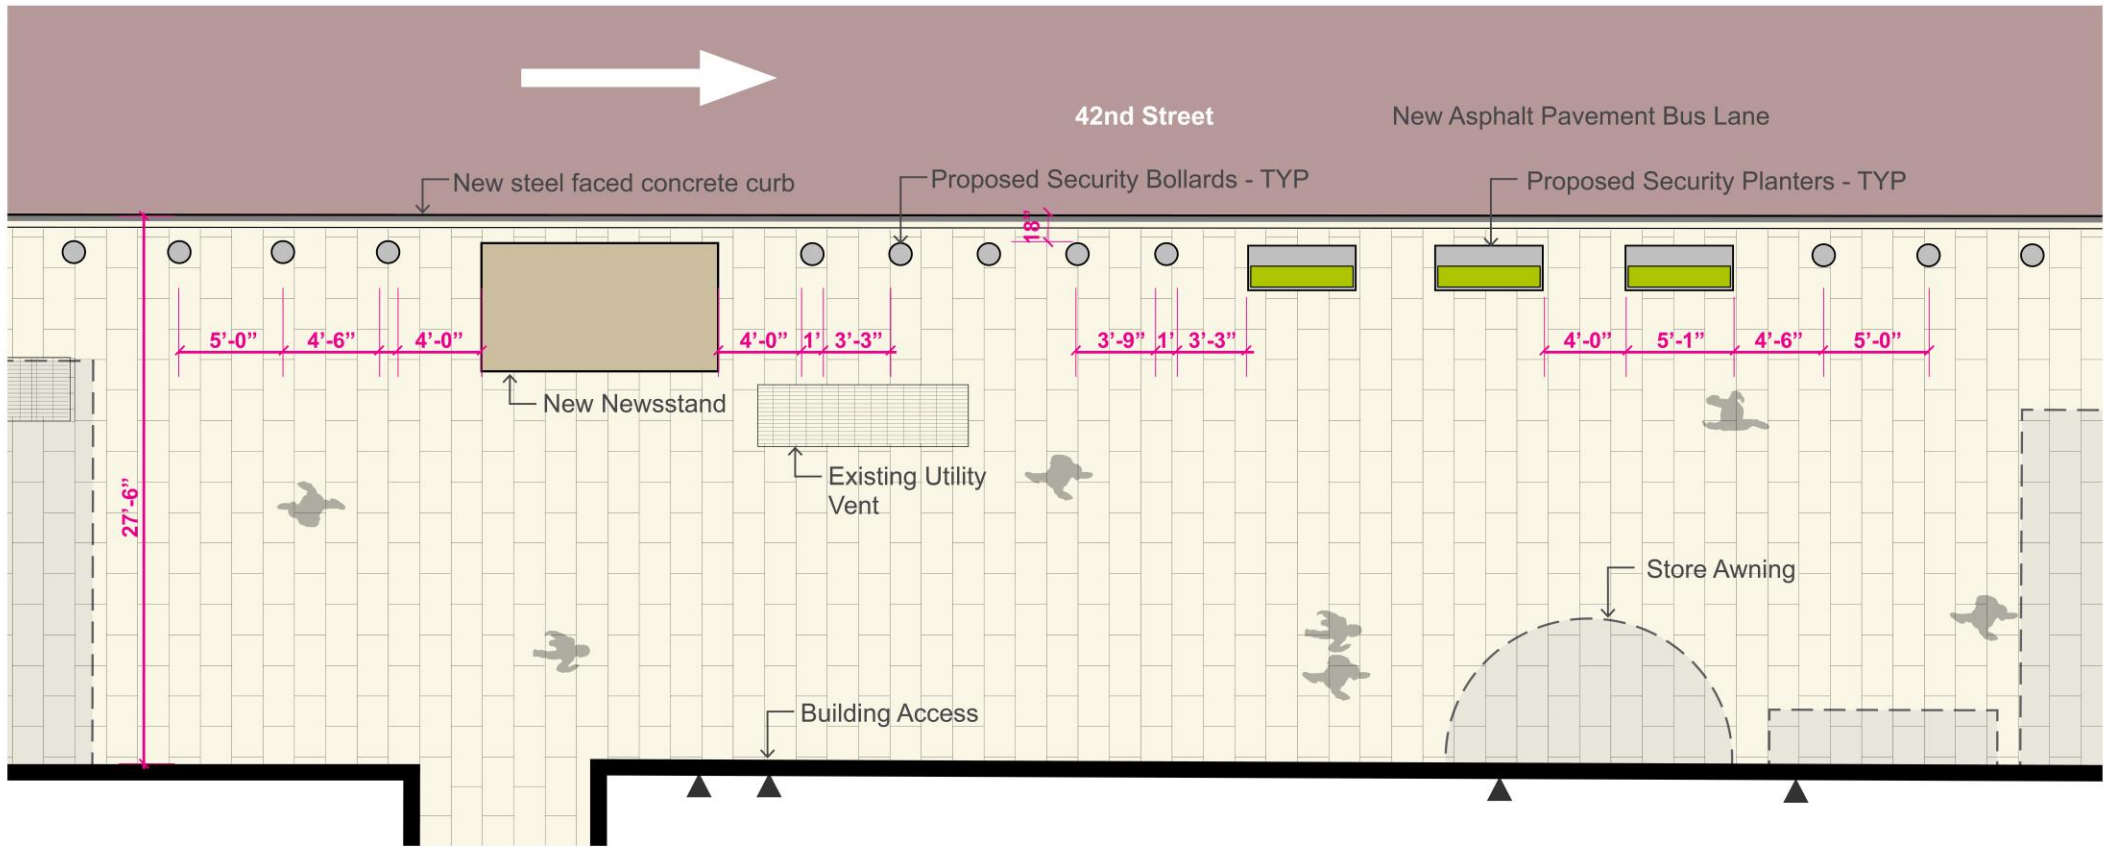 42nd Street
New Asphalt Pavement Bus Lane
New steel faced concrete curb
Proposed Security Bollards - TYP
Proposed Security Planters - TYP
18”
5’-0”
4’-6”
4’-0”
4’-0”
1’
3’-3”
3’-9”
1’
3’-3”
4’-0”
5’-1”
4’-6”
5’-0”
New Newsstand
Existing Utility
Vent
27’-6”
Store Awning
Building Access